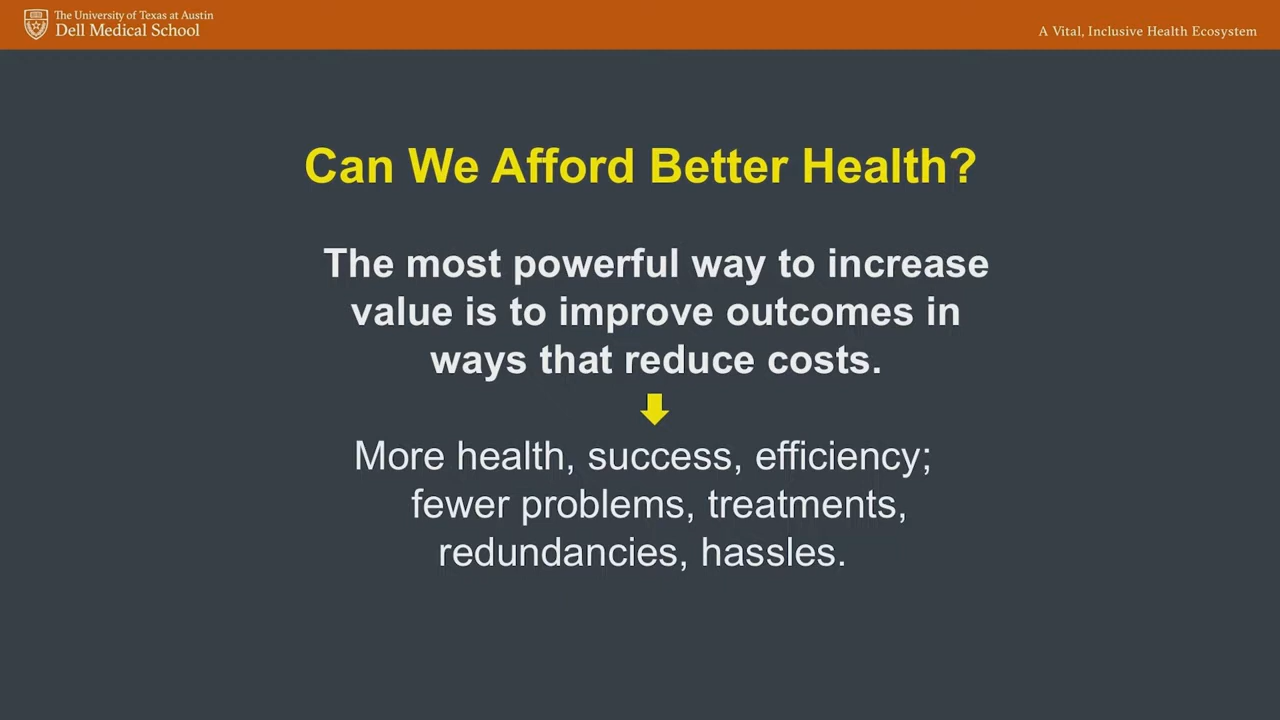 The University of Texas at Austin
Dell Medical School
A Vital, Inclusive Health Ecosystem
Can We Afford Better Health?
The most powerful way to increase
value is to improve outcomes in
ways that reduce costs.
More health, success, efficiency;
fewer problems, treatments,
redundancies, hassles.